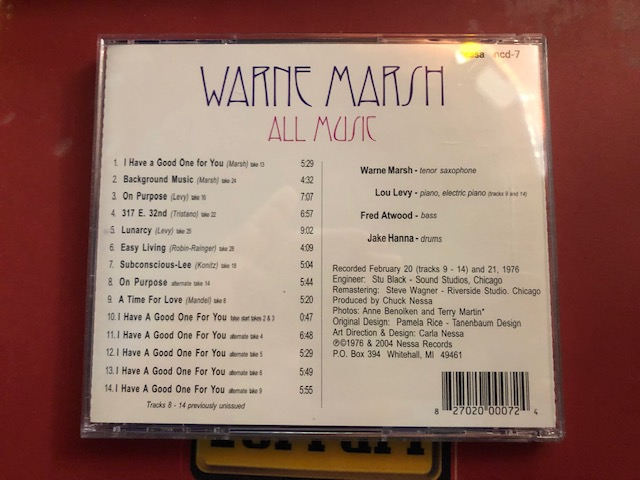 ncd-7
WARNE MARSH
ALL MUSIC
1. I Have a Good One for You (Marsh) take 13 5:29
2. Background Music (Marsh) take 24 4:32
3. On Purpose (Levy) take 16 7:07
4. 317 E. 32nd (Tristano) take 22 6:57
5. Lunarcy (Levy) take 25 9:02
6. Easy Living (Robin-Rainger) take 28 4:09
7. Subconscious-Lee (Konitz) take 18 5:04
8. On Purpose alternate take 14 5:44
9. A Time For Love (Mandel) take 8 5:20
10. I Have A Good One For You false start takes 2 & 3 0:47
11. I Have A Good One For You alternate take 4 6:48
12. I Have A Good One For You alternate take 5 5:29
13. I Have A Good One For You alternate take 6 5:49
14. I Have A Good One For You alternate take 9 5:55
Tracks 8 - 14 previously unissued
Warne Marsh - tenor saxophone
Lou Levy - piano, electric piano (tracks 9 and 14)
Fred Atwood - bass
Jake Hanna - drums
Recorded February 20 (tracks 9 - 14) and 21, 1976
Engineer: Stu Black - Sound Studios, Chicago
Remastering: Steve Wagner - Riverside Studio. Chicago
Produced by Chuck Nessa
Photos: Anne Benolken and Terry Martin*
Original Design: Pamela Rice - Tanenbaum Design
Art Direction & Design: Carla Nessa
℗©1976 & 2004 Nessa Records
P.O. Box 394 Whitehall, MI 49461
8 27020 00072 4